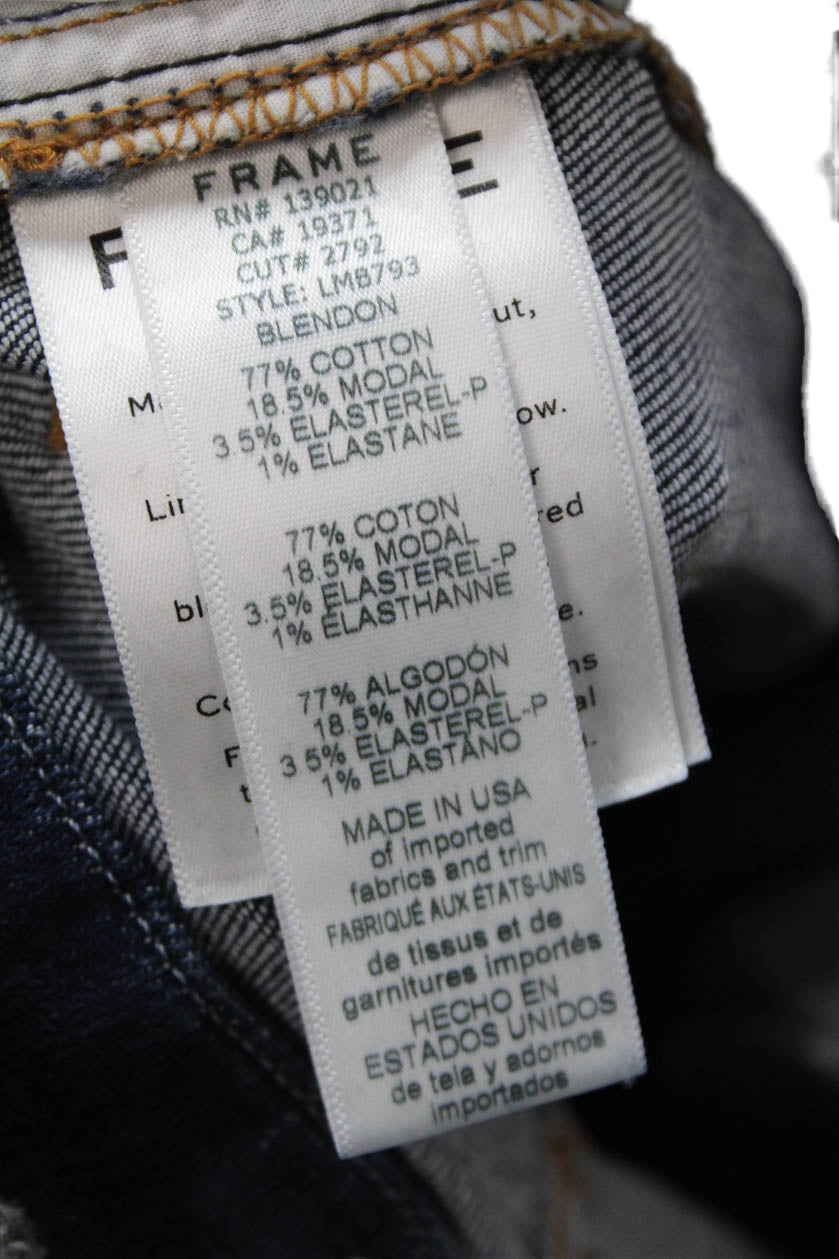 FRAME
RN# 139021
CA# 19371
CUT# 2792
STYLE: LM8793
BLENDON
77% COTTON
18.5% MODAL
3.5% ELASTEREL-P
1% ELASTANE
77% COTON
18.5% MODAL
3.5% ELASTEREL-P
1% ÉLASTHANNE
77% ALGODÓN
18.5% MODAL
3 5% ELASTEREL-P
1% ELASTANO
MADE IN USA
of imported
fabrics and trim
FABRIQUÉ AUX ÉTATS-UNIS
de tissus et de
garnitures importés
HECHO EN
ESTADOS UNIDOS
de tela y adornos
importados